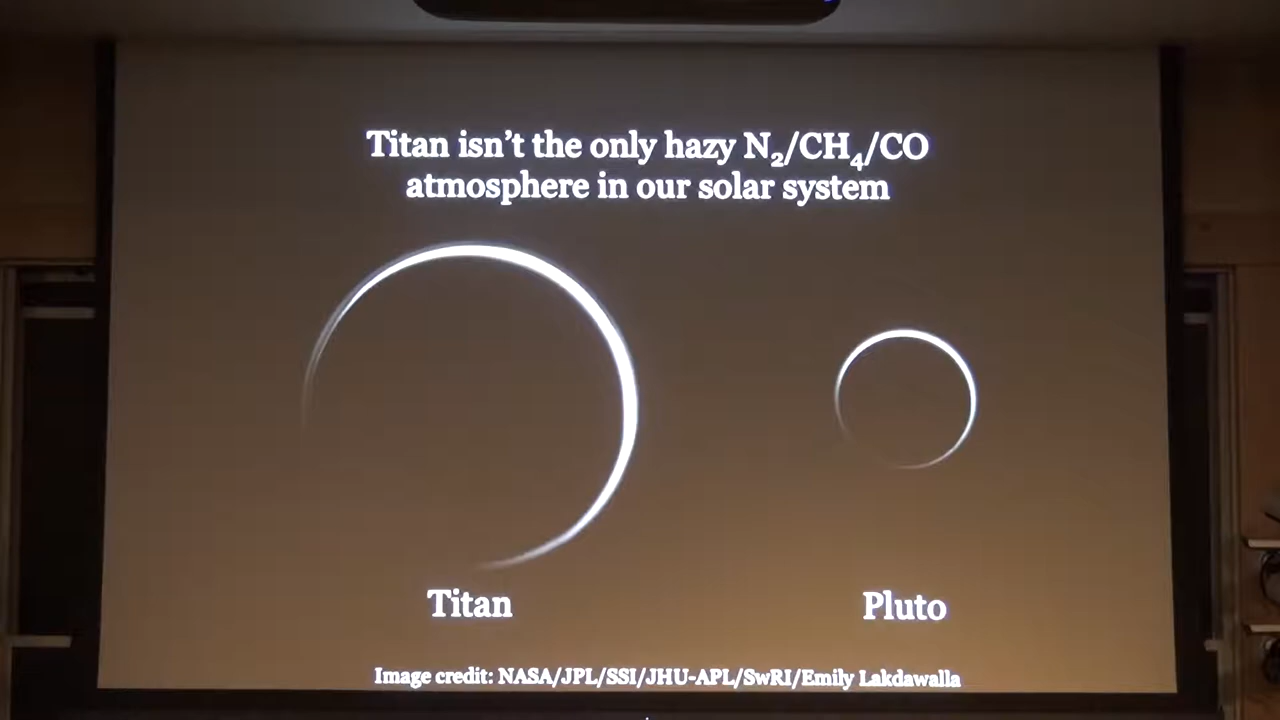 Titan isn’t the only hazy N₂/CH₄/CO
atmosphere in our solar system
Titan
Pluto
Image credit: NASA/JPL/SSI/JHU-APL/SwRI/Emily Lakdawalla